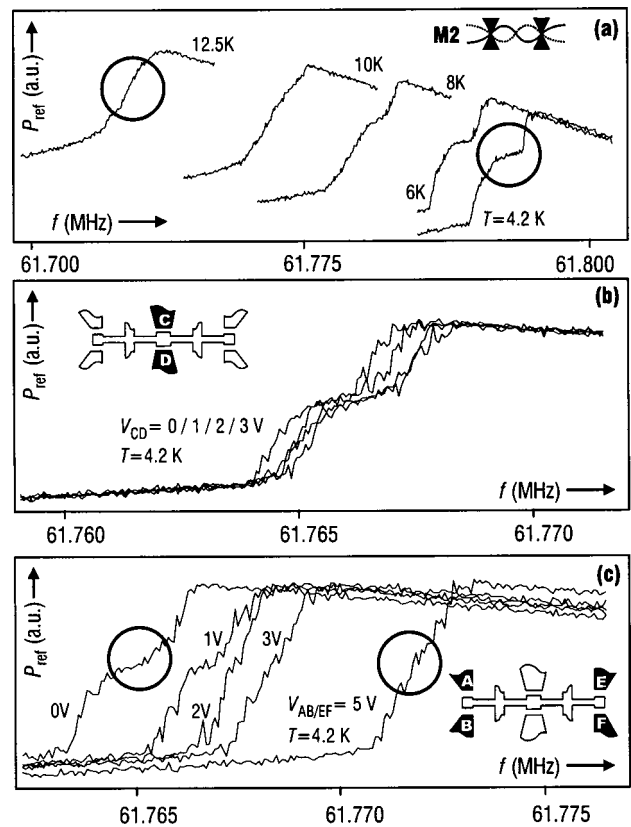 12.5K
M2
(a)
10K
8K
6K
T=4.2 K
P_ref (a.u.)
f (MHz)
61.700
61.775
61.800
(b)
C
D
P_ref (a.u.)
V_CD = 0 / 1 / 2 / 3 V
T=4.2 K
f (MHz)
61.760
61.765
61.770
(c)
P_ref (a.u.)
0V
1V
2V
3V
V_AB/EF = 5 V
T=4.2 K
A
B
E
F
f (MHz)
61.765
61.770
61.775